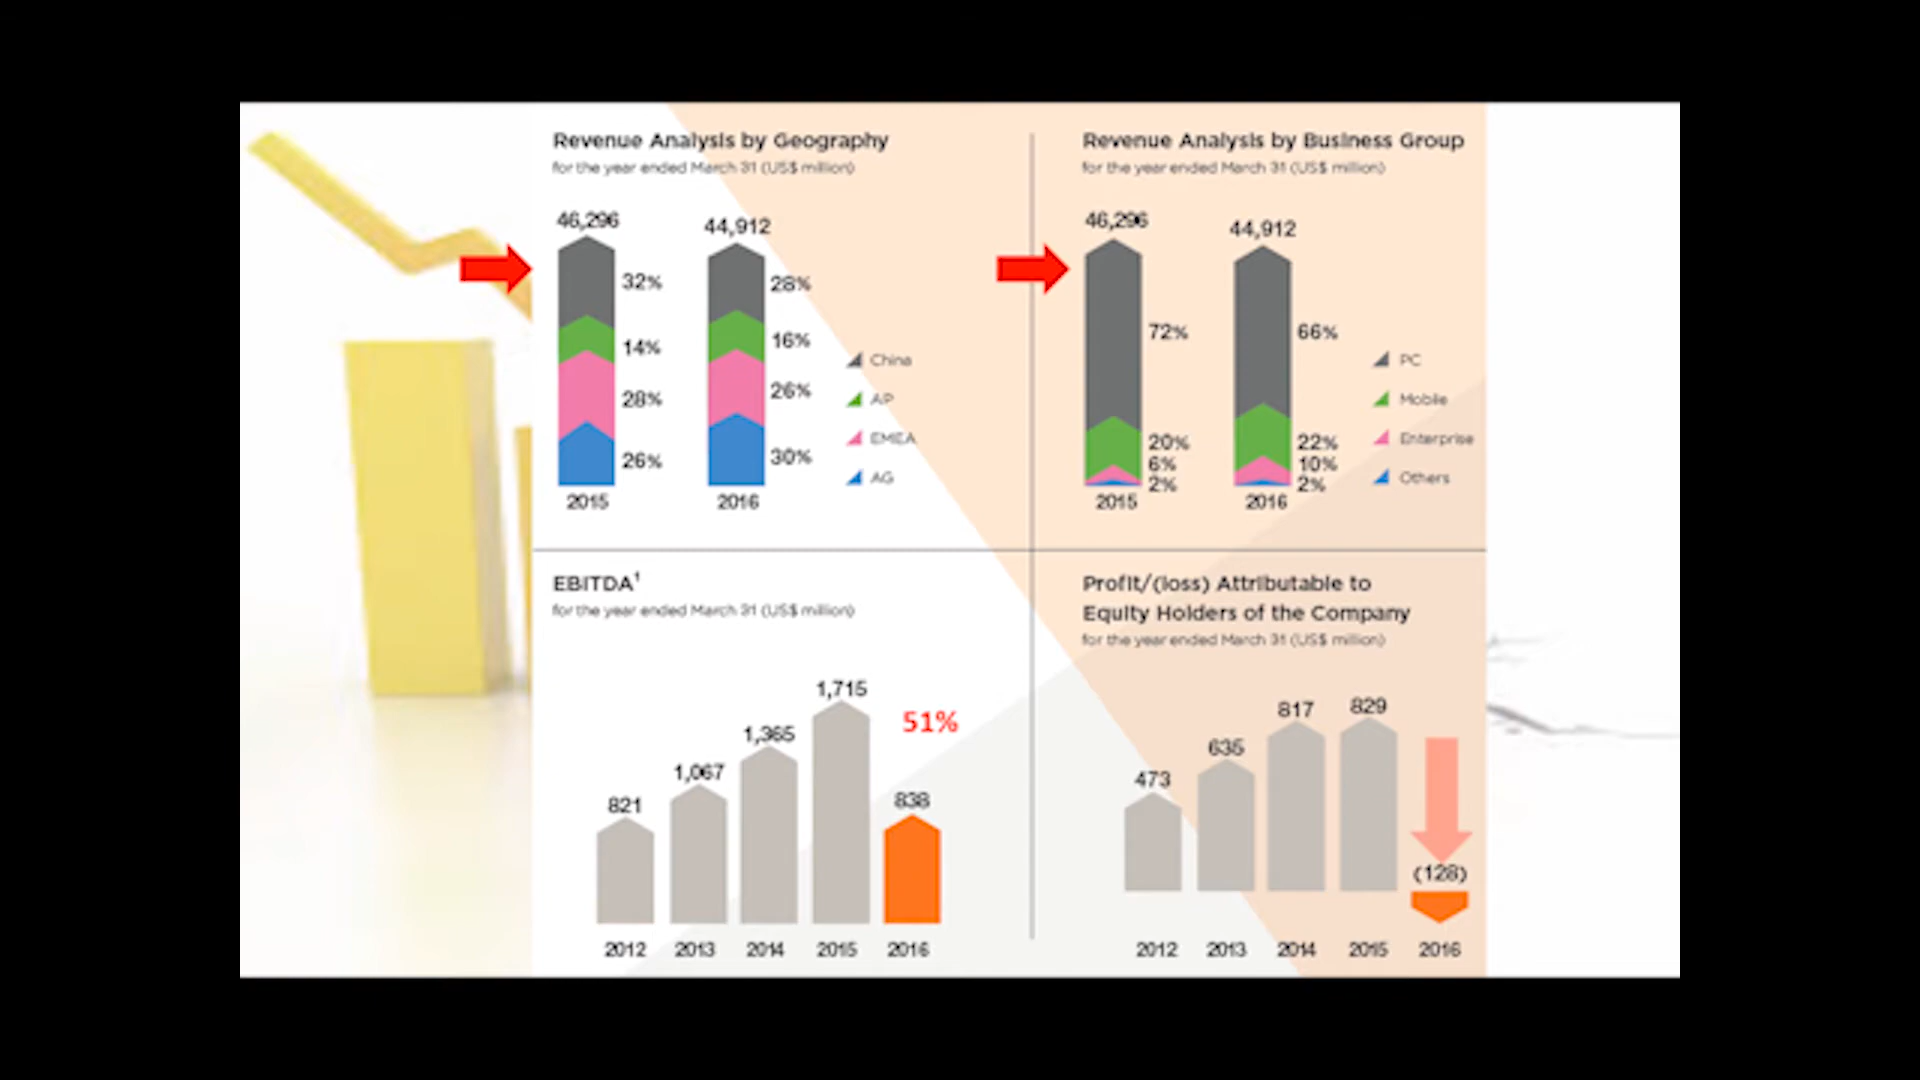 Revenue Analysis by Geography
for the year ended March 31 (US$ million)
46,296
44,912
32%
28%
14%
16%
28%
26%
26%
30%
China
AP
EMEA
AG
2015
2016
Revenue Analysis by Business Group
for the year ended March 31 (US$ million)
46,296
44,912
72%
66%
20%
22%
6%
10%
2%
2%
PC
Mobile
Enterprise
Others
2015
2016
EBITDA¹
for the year ended March 31 (US$ million)
821
1,067
1,365
1,715
838
51%
2012
2013
2014
2015
2016
Profit/(loss) Attributable to
Equity Holders of the Company
for the year ended March 31 (US$ million)
473
635
817
829
(128)
2012
2013
2014
2015
2016